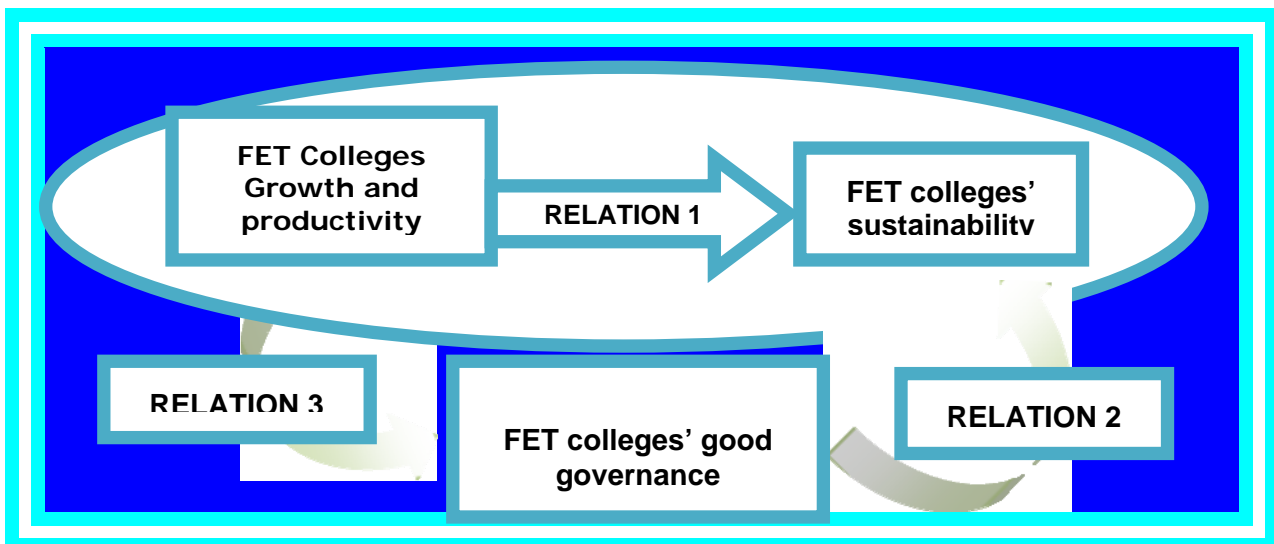 FET Colleges
Growth and
productivity
RELATION 1
FET colleges’
sustainability
RELATION 3
FET colleges’ good
governance
RELATION 2